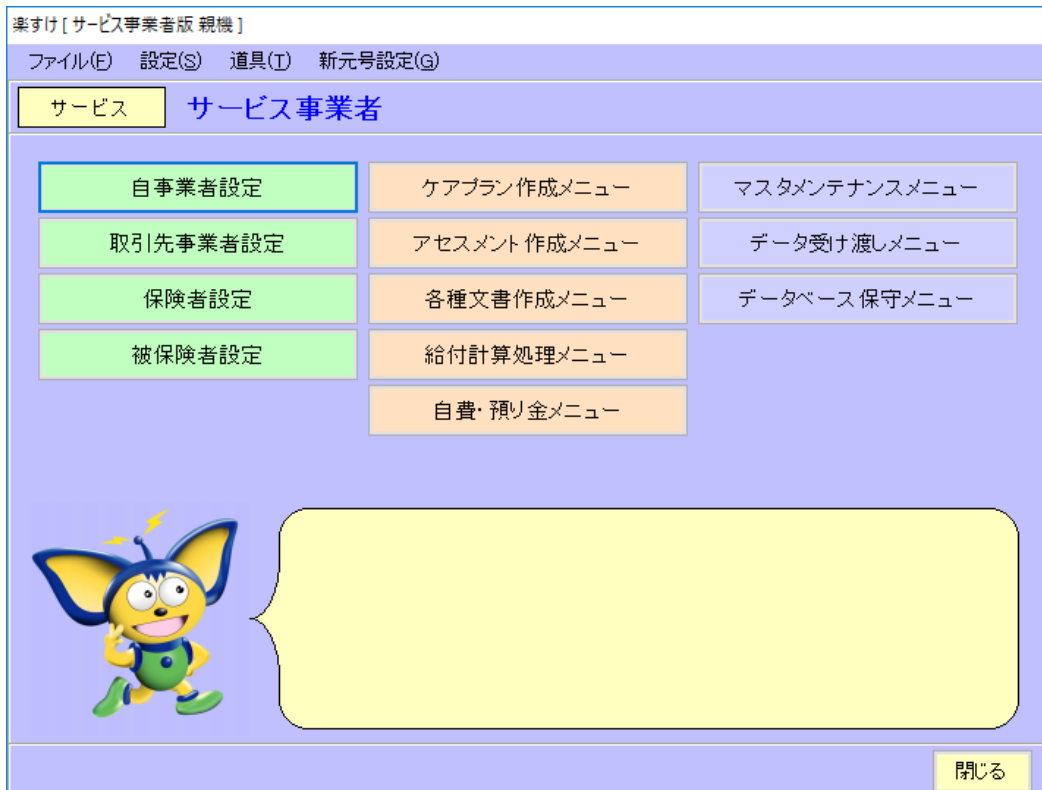 楽すけ [ サービス事業者版 親機 ]
ファイル(F) 設定(S) 道具(T) 新元号設定(G)
サービス サービス事業者
自事業者設定 ケアプラン作成メニュー マスタメンテナンスメニュー
取引先事業者設定 アセスメント作成メニュー データ受け渡しメニュー
保険者設定 各種文書作成メニュー データベース保守メニュー
被保険者設定 給付計算処理メニュー
自費・預り金メニュー
閉じる